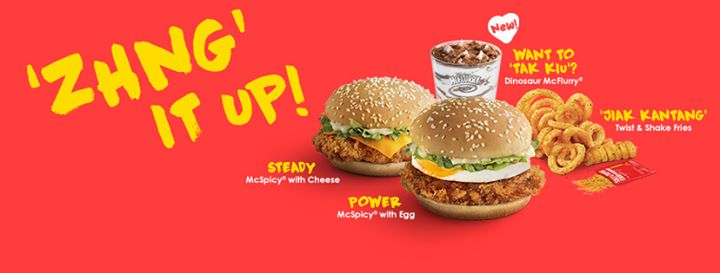 'ZHNG'
IT UP!
New!
WANT TO
'TAK KIU'?
Dinosaur McFlurry®
'JIAK KANTANG'
Twist & Shake Fries
STEADY
McSpicy® with Cheese
POWER
McSpicy® with Egg